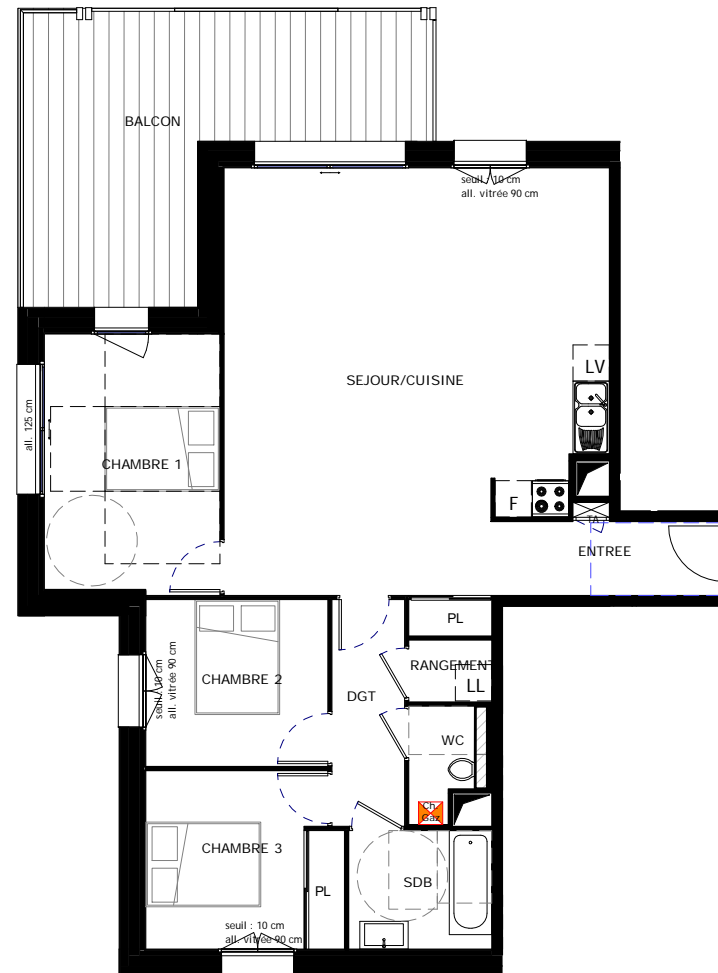 BALCON
seuil : 10 cm
all. vitrée 90 cm
SEJOUR/CUISINE
LV
all. 125 cm
CHAMBRE 1
F
TA
ENTREE
PL
RANGEMENT
LL
CHAMBRE 2
seuil : 10 cm
all. vitrée 90 cm
DGT
WC
Ch.
Gaz
CHAMBRE 3
PL
SDB
seuil : 10 cm
all. vitrée 90 cm